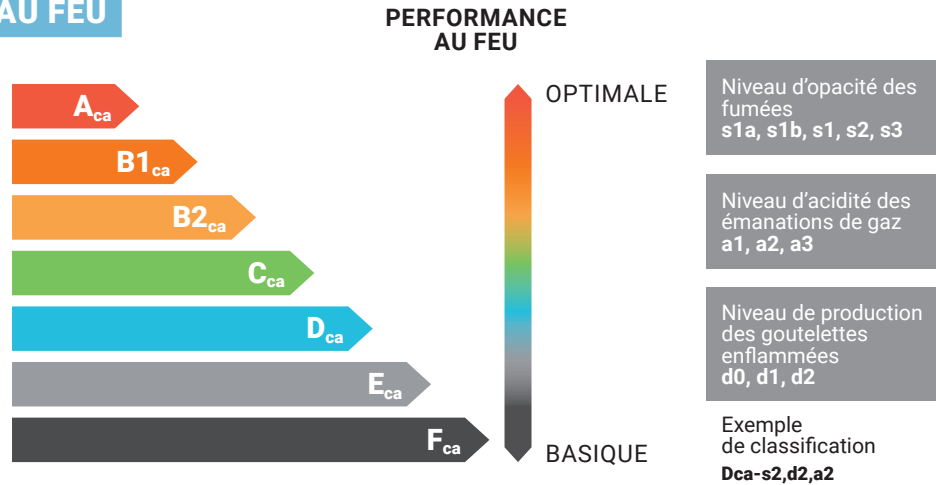 AU FEU
PERFORMANCE
AU FEU
Aca
B1ca
B2ca
Cca
Dca
Eca
Fca
OPTIMALE
BASIQUE
Niveau d'opacité des
fumées
s1a, s1b, s1, s2, s3
Niveau d'acidité des
émanations de gaz
a1, a2, a3
Niveau de production
des goutelettes
enflammées
d0, d1, d2
Exemple
de classification
Dca-s2,d2,a2